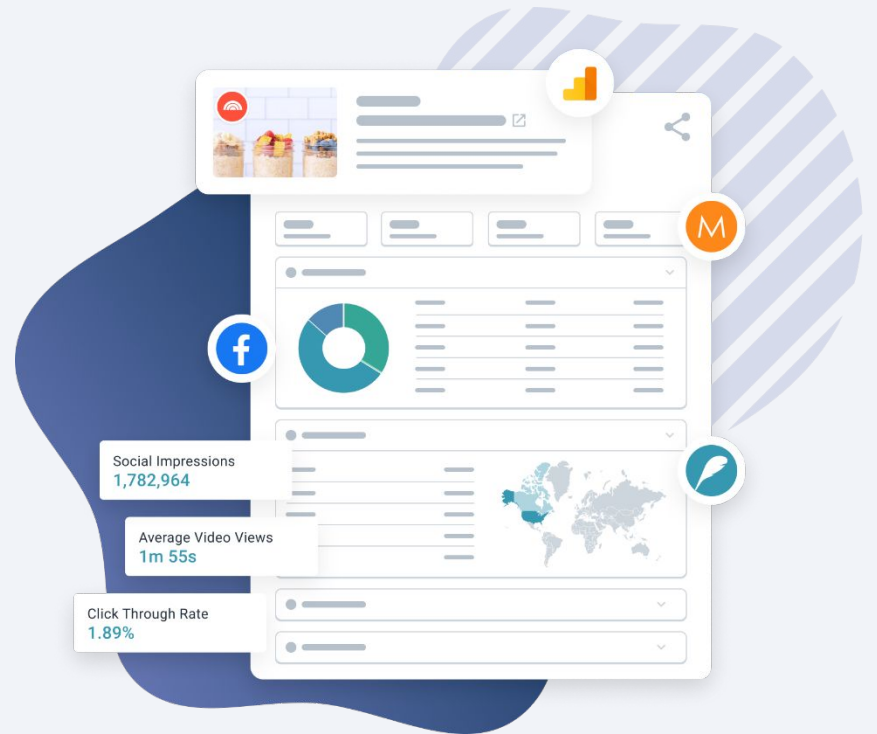 M
f
Social Impressions
1,782,964
Average Video Views
1m 55s
Click Through Rate
1.89%